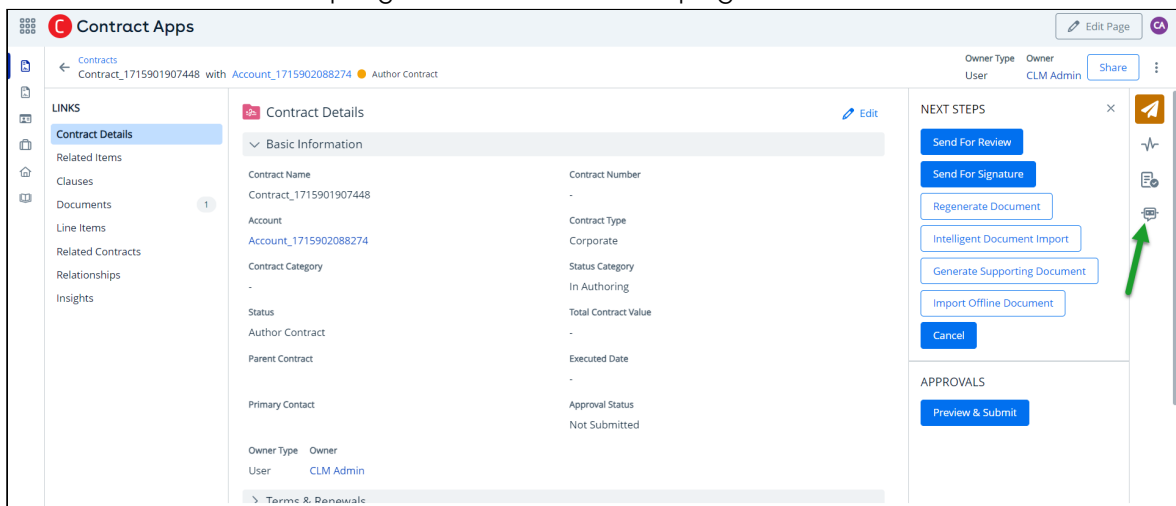 Contract Apps
Edit Page
CA
Contracts
Contract_1715901907448 with Account_1715902088274 Author Contract
Owner Type Owner
User CLM Admin
Share
LINKS
Contract Details
Related Items
Clauses
Documents 1
Line Items
Related Contracts
Relationships
Insights
Contract Details
Edit
Basic Information
Contract Name Contract Number
Contract_1715901907448 -
Account Contract Type
Account_1715902088274 Corporate
Contract Category Status Category
- In Authoring
Status Total Contract Value
Author Contract -
Parent Contract Executed Date
-
Primary Contact Approval Status
Not Submitted
Owner Type Owner
User CLM Admin
Terms & Renewals
NEXT STEPS
Send For Review
Send For Signature
Regenerate Document
Intelligent Document Import
Generate Supporting Document
Import Offline Document
Cancel
APPROVALS
Preview & Submit